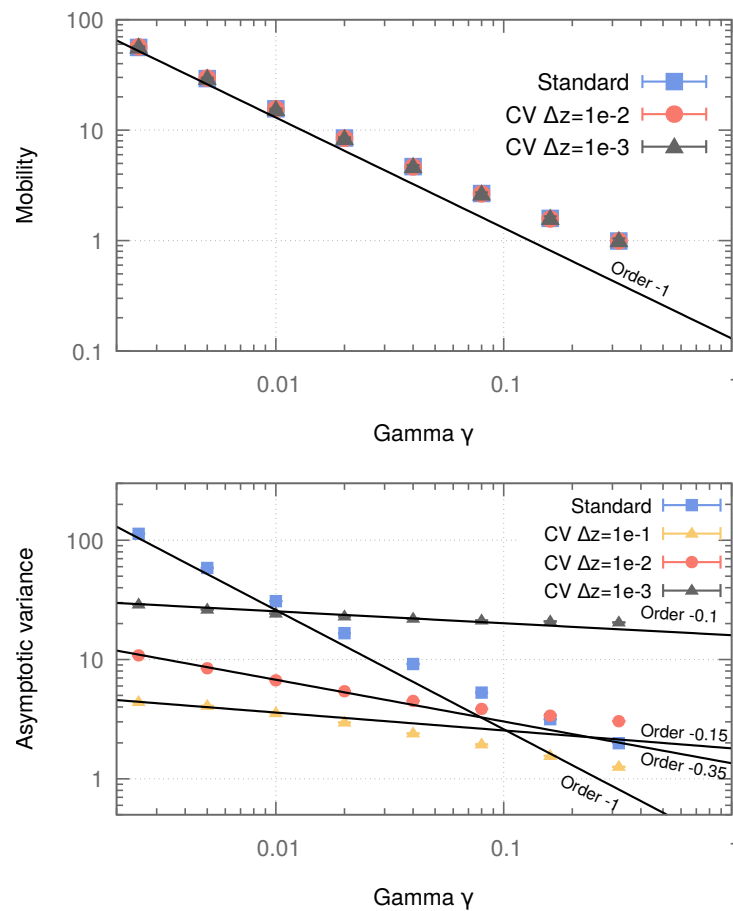 100
10
1
0.1
Mobility
Standard
CV Δz=1e-2
CV Δz=1e-3
Order -1
0.01
0.1
1
Gamma γ
100
10
1
Asymptotic variance
Standard
CV Δz=1e-1
CV Δz=1e-2
CV Δz=1e-3
Order -0.1
Order -0.15
Order -0.35
Order -1
0.01
0.1
1
Gamma γ